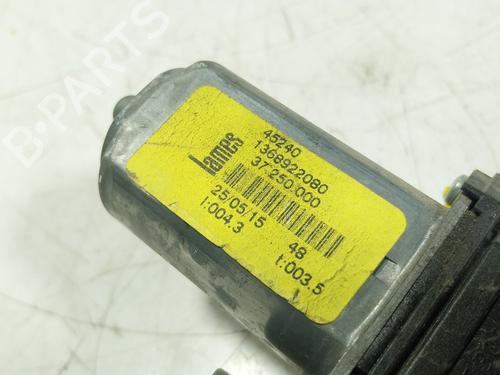 B-PARTS
lames
45240
1368922080
37.250.000
25/05/15
48
I:004.3
t:003.5